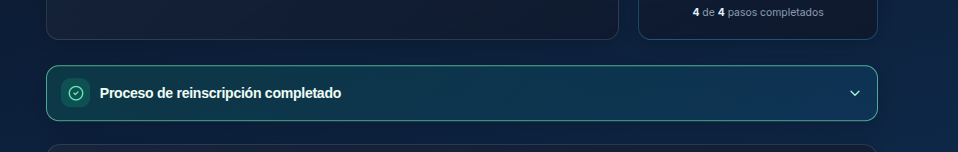 4 de 4 pasos completados
Proceso de reinscripción completado